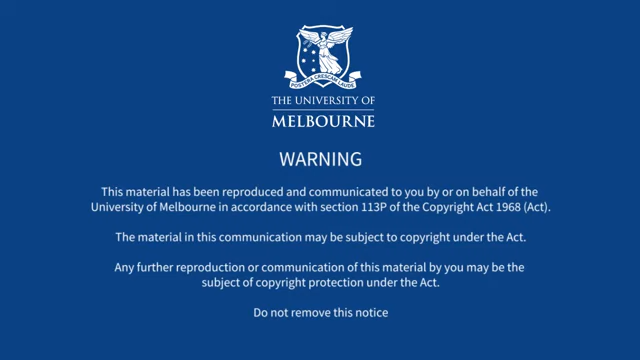 POSTERA CRESCAM LAUDE
THE UNIVERSITY OF
MELBOURNE
WARNING
This material has been reproduced and communicated to you by or on behalf of the
University of Melbourne in accordance with section 113P of the Copyright Act 1968 (Act).
The material in this communication may be subject to copyright under the Act.
Any further reproduction or communication of this material by you may be the
subject of copyright protection under the Act.
Do not remove this notice